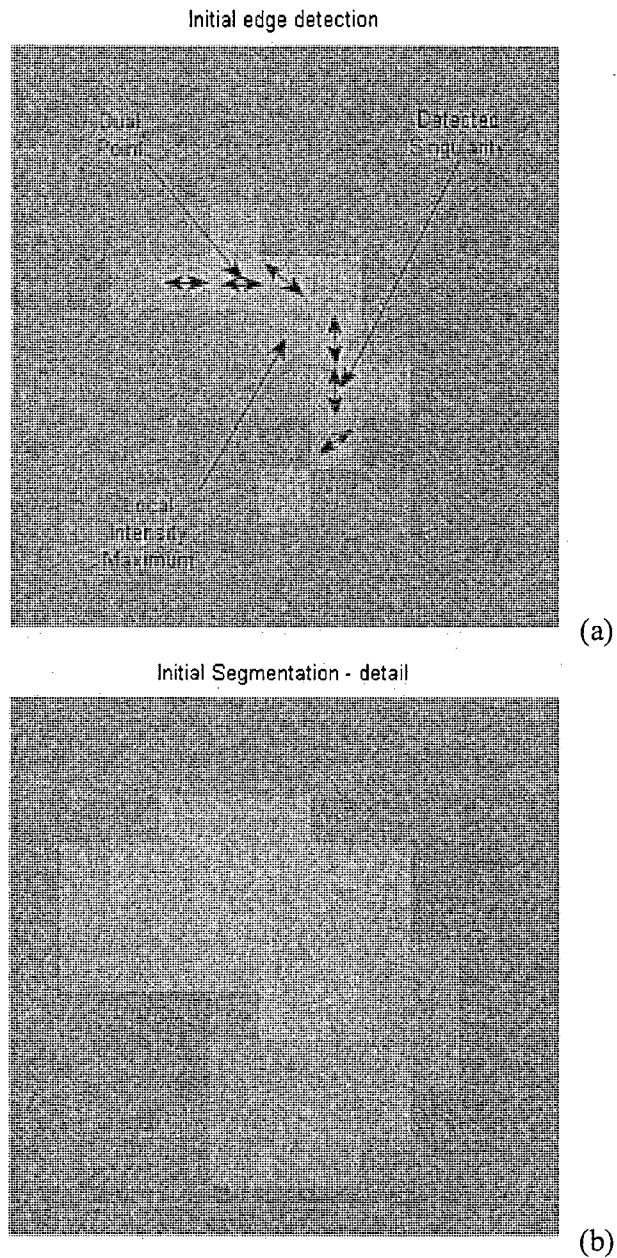 Initial edge detection
Dual
Point
Detected
Singularity
Local
Intensity
Maximum
(a)
Initial Segmentation - detail
(b)